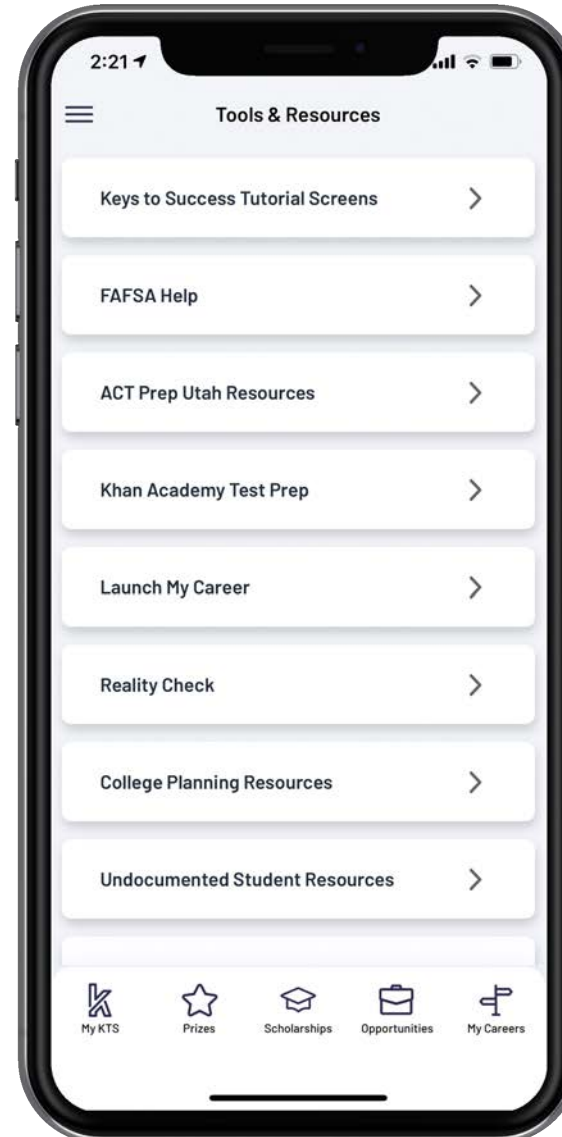 2:21
Tools & Resources
Keys to Success Tutorial Screens
FAFSA Help
ACT Prep Utah Resources
Khan Academy Test Prep
Launch My Career
Reality Check
College Planning Resources
Undocumented Student Resources
My KTS
Prizes
Scholarships
Opportunities
My Careers